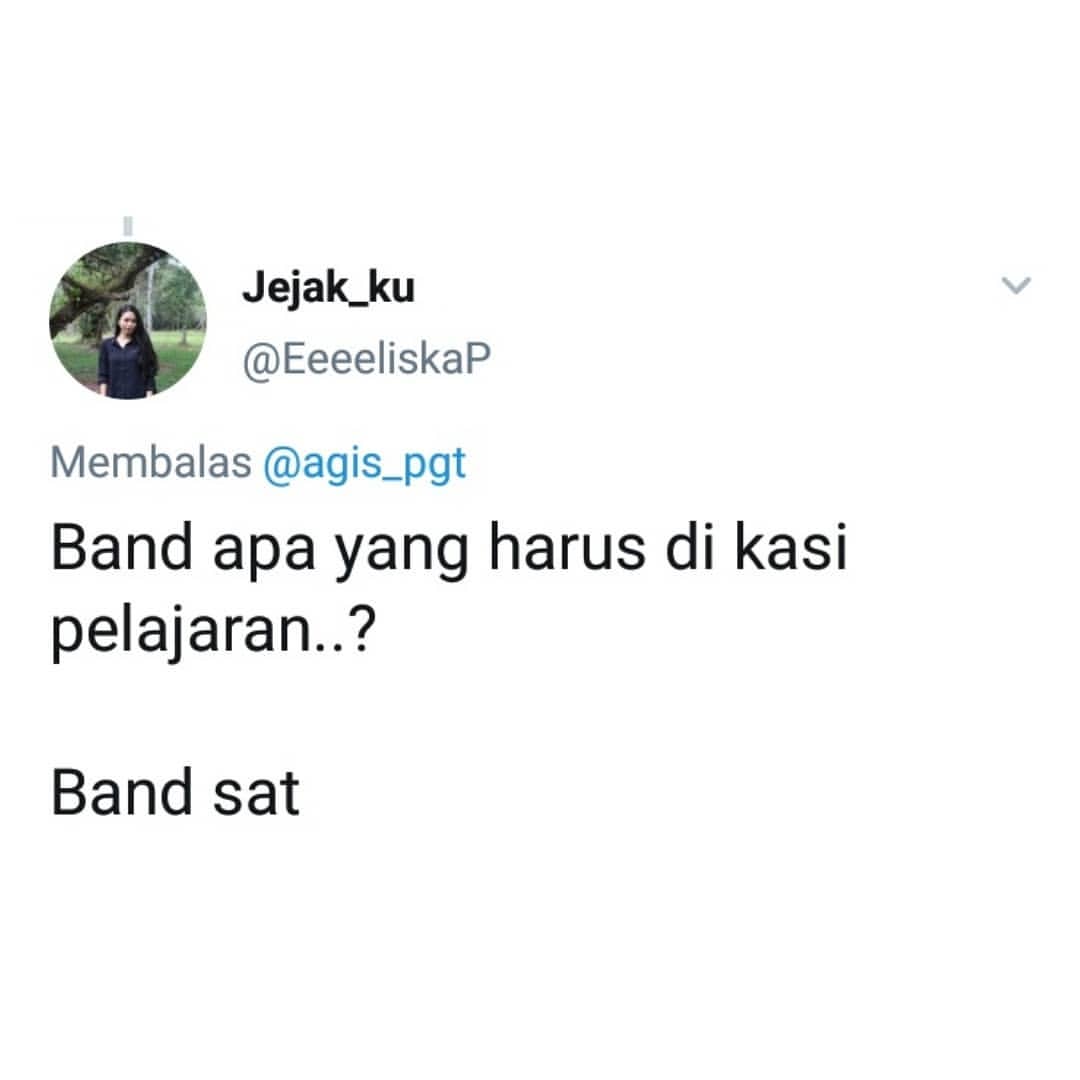 Jejak_ku
@EeeeliskaP
Membalas @agis_pgt
Band apa yang harus di kasi
pelajaran..?
Band sat